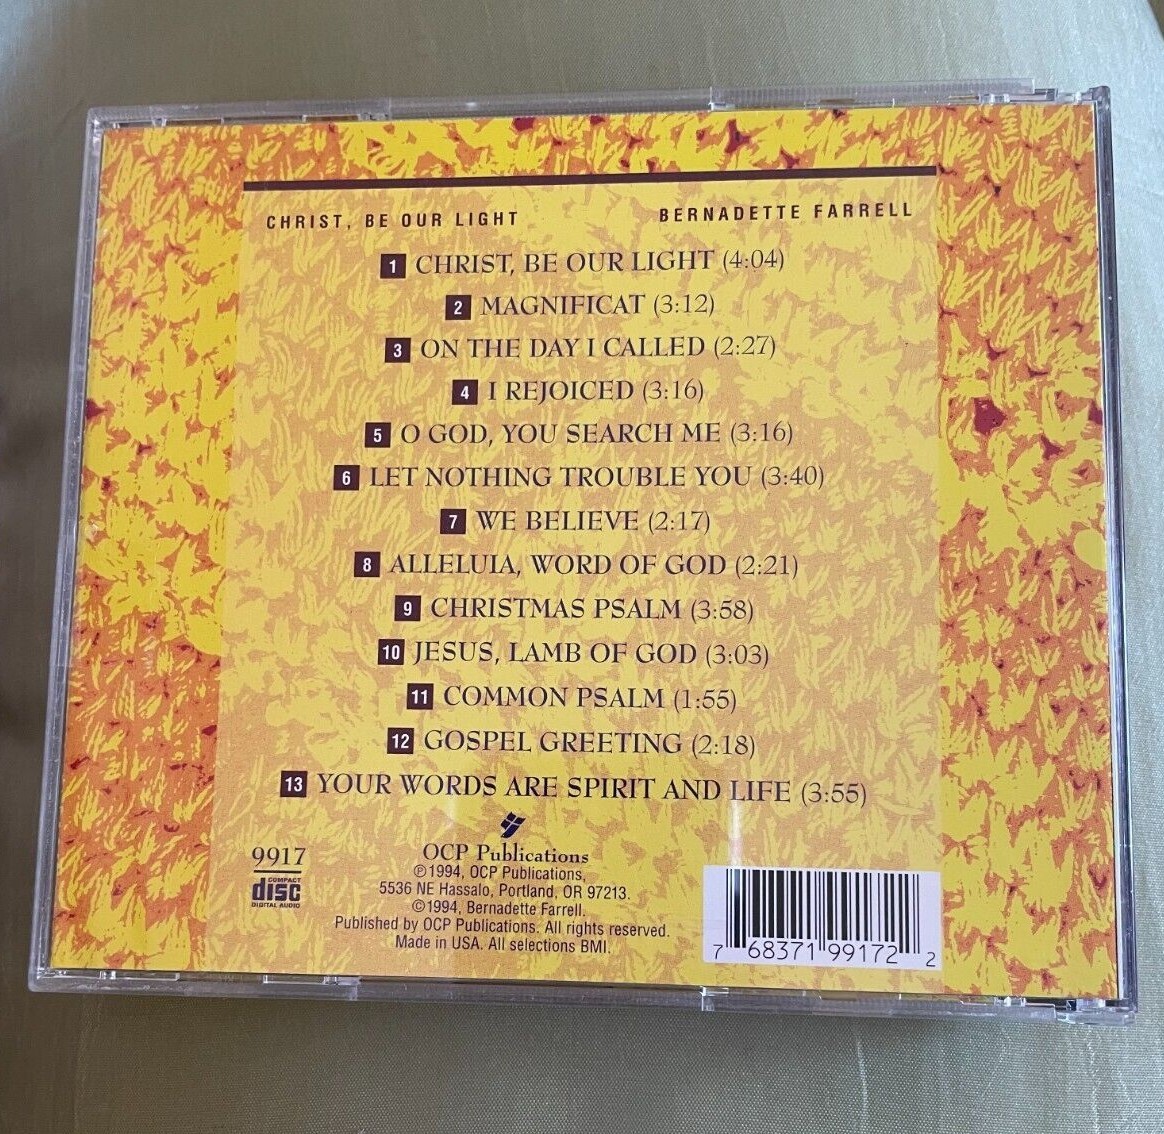 CHRIST, BE OUR LIGHT BERNADETTE FARRELL
1 CHRIST, BE OUR LIGHT (4:04)
2 MAGNIFICAT (3:12)
3 ON THE DAY I CALLED (2:27)
4 I REJOICED (3:16)
5 O GOD, YOU SEARCH ME (3:16)
6 LET NOTHING TROUBLE YOU (3:40)
7 WE BELIEVE (2:17)
8 ALLELUIA, WORD OF GOD (2:21)
9 CHRISTMAS PSALM (3:58)
10 JESUS, LAMB OF GOD (3:03)
11 COMMON PSALM (1:55)
12 GOSPEL GREETING (2:18)
13 YOUR WORDS ARE SPIRIT AND LIFE (3:55)
9917
COMPACT
disc
DIGITAL AUDIO
OCP Publications
℗1994, OCP Publications,
5536 NE Hassalo, Portland, OR 97213.
©1994, Bernadette Farrell.
Published by OCP Publications. All rights reserved.
Made in USA. All selections BMI.
7 68371 99172 2